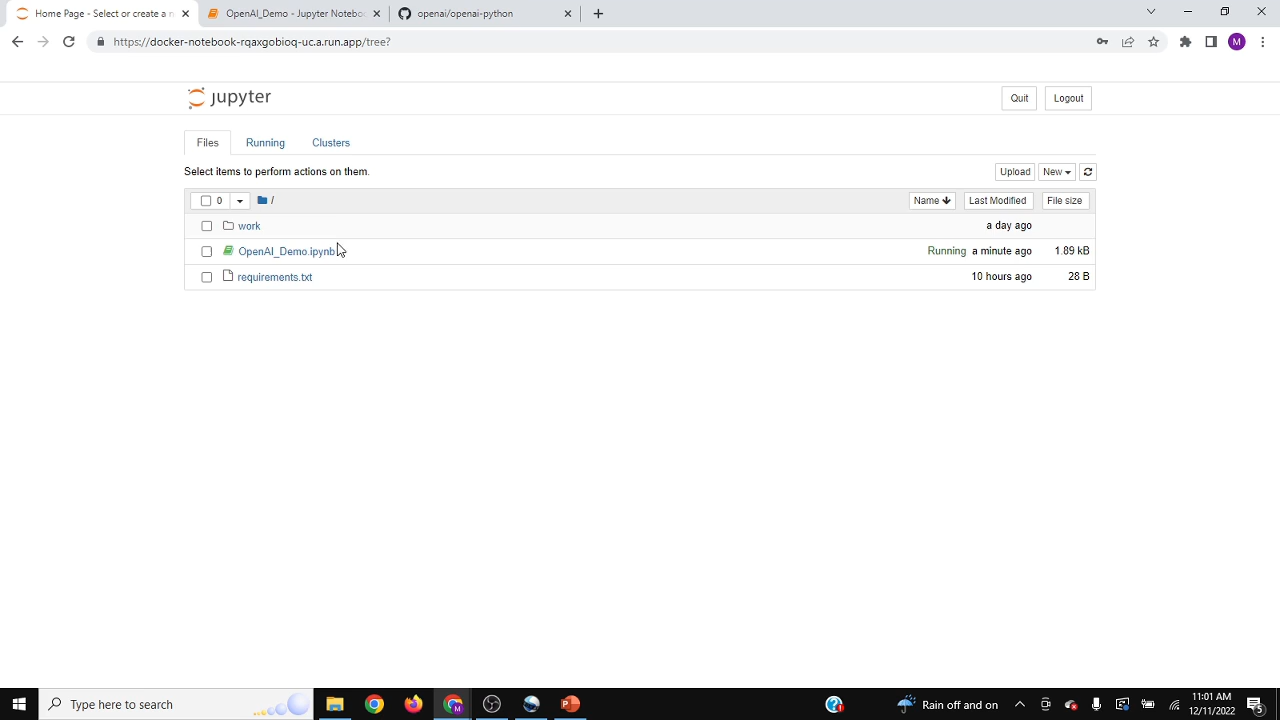 Home Page - Select or create a n
OpenAI_Demo - Jupyter Notebo
openai/openai-python
https://docker-notebook-rqaxgobioq-uc.a.run.app/tree?
M
jupyter
Quit
Logout
Files
Running
Clusters
Select items to perform actions on them.
Upload
New
0
/
Name
Last Modified
File size
work
a day ago
OpenAI_Demo.ipynb
Running
a minute ago
1.89 kB
requirements.txt
10 hours ago
28 B
Type here to search
Rain off and on
11:01 AM
12/11/2022
5